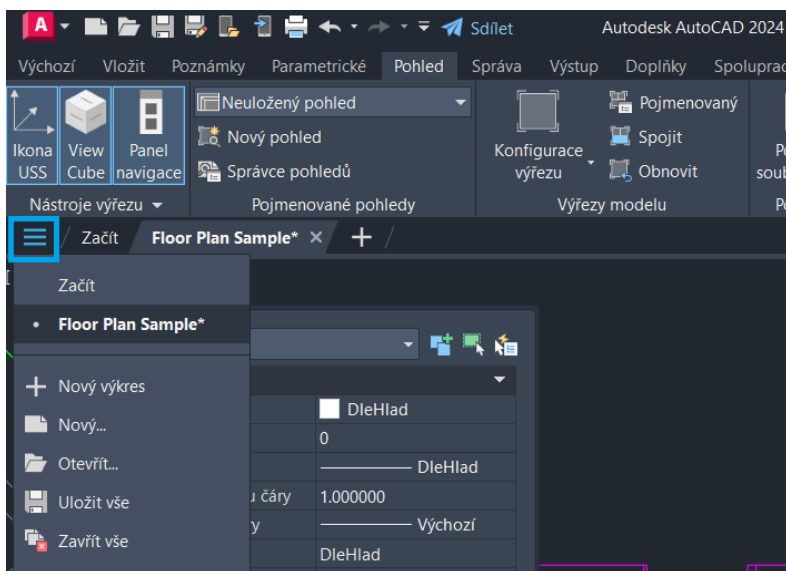 A Sdílet Autodesk AutoCAD 2024
Výchozí Vložit Poznámky Parametrické Pohled Správa Výstup Doplňky Spoluprac
Neuložený pohled
Nový pohled
Správce pohledů
Ikona USS
View Cube
Panel navigace
Konfigurace výřezu
Pojmenovaný
Spojit
Obnovit
Nástroje výřezu Pojmenované pohledy Výřezy modelu
Začít Floor Plan Sample*
Začít
Floor Plan Sample*
Nový výkres
Nový...
Otevřít...
Uložit vše
Zavřít vše
DleHlad
0
DleHlad
u čáry 1.000000
ry Výchozí
DleHlad